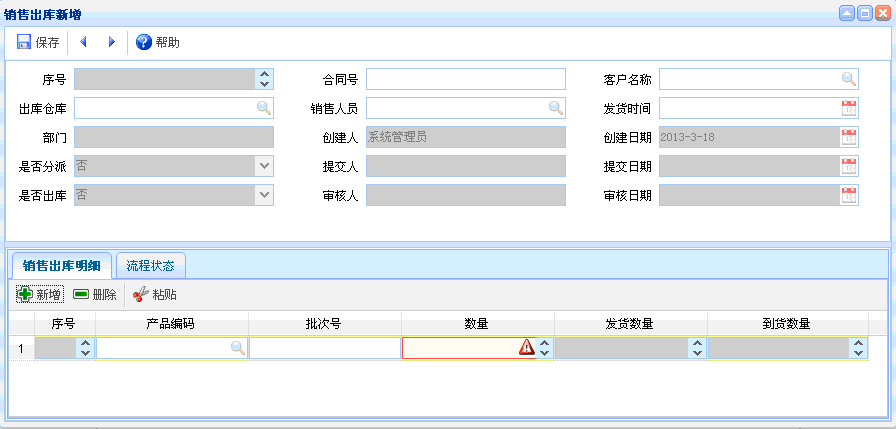 销售出库新增
保存 帮助
序号 合同号 客户名称
出库仓库 销售人员 发货时间
部门 创建人 系统管理员 创建日期 2013-3-18
是否分派 否 提交人 提交日期
是否出库 否 审核人 审核日期
销售出库明细 流程状态
新增 删除 粘贴
序号 产品编码 批次号 数量 发货数量 到货数量
1